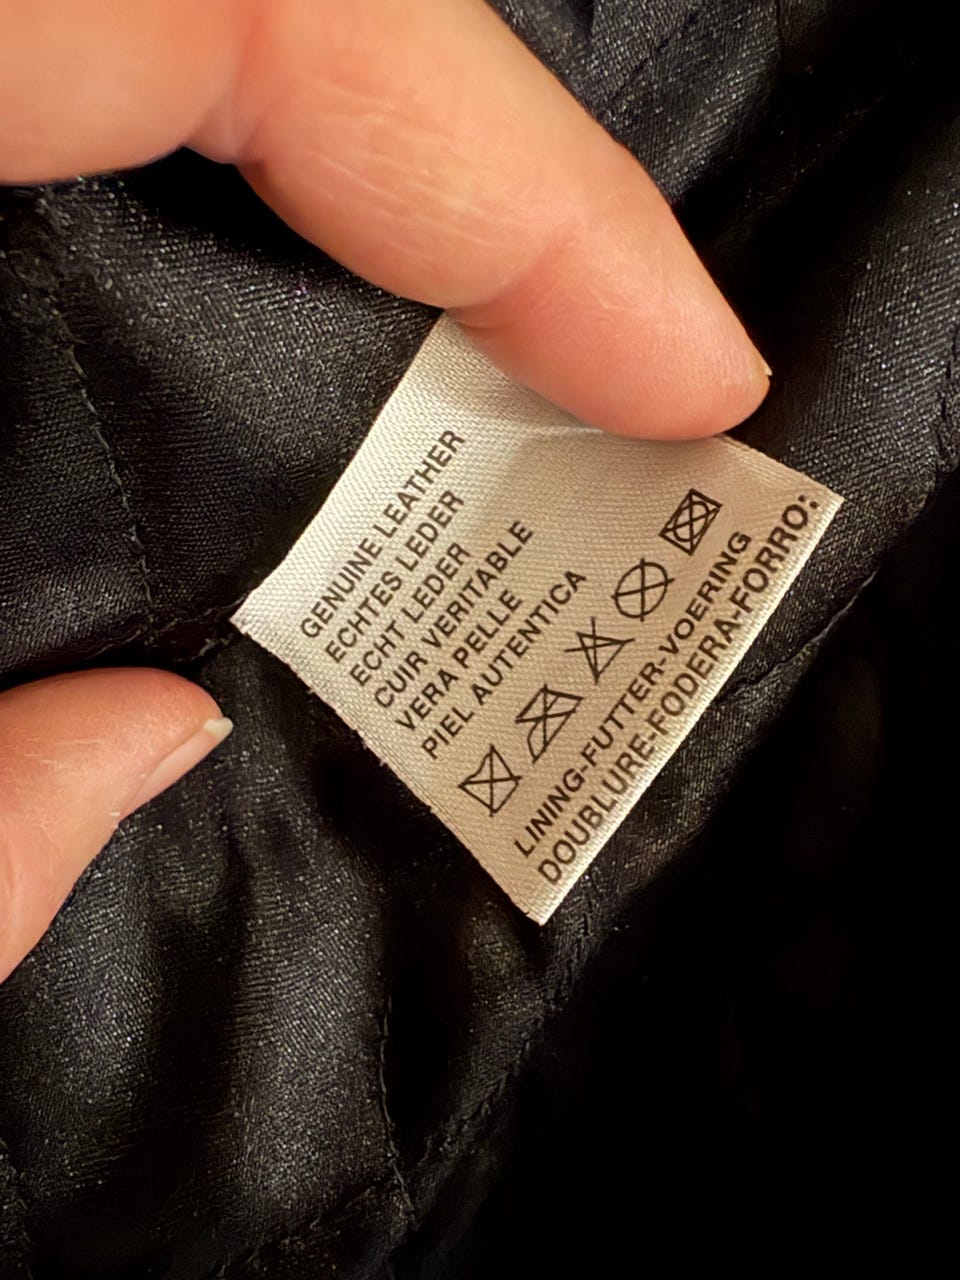 GENUINE LEATHER
ECHTES LEDER
ECHT LEDER
CUIR VERITABLE
VERA PELLE
PIEL AUTENTICA
LINING-FUTTER-VOERING
DOUBLURE-FODERA-FORRO: